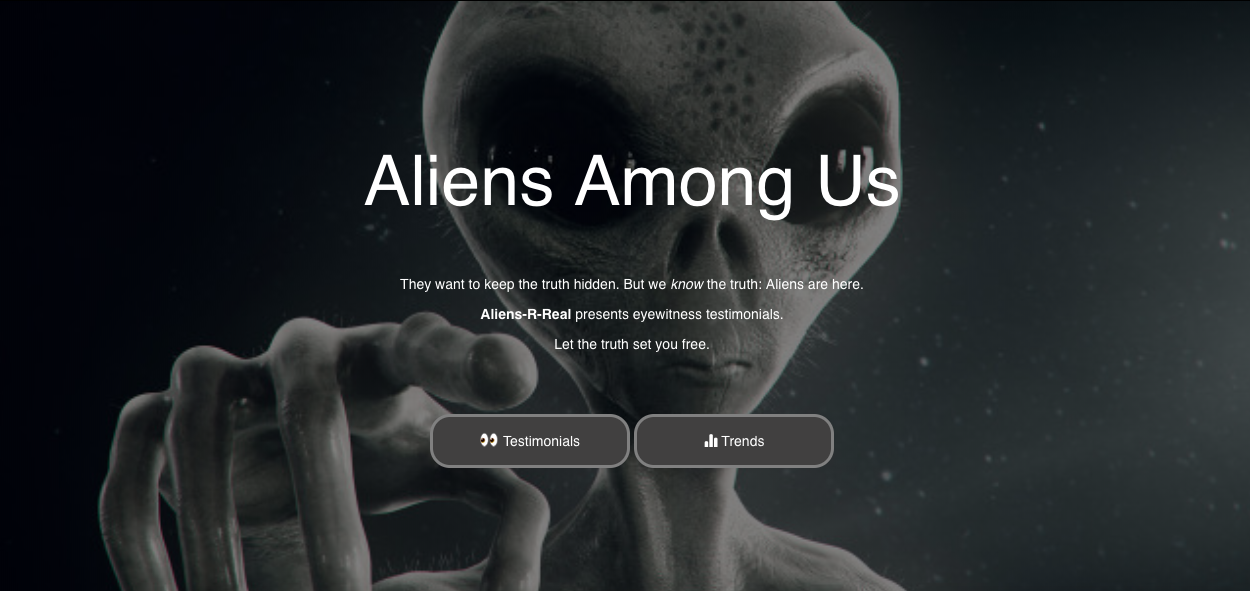 Aliens Among Us
They want to keep the truth hidden. But we know the truth: Aliens are here.
Aliens-R-Real presents eyewitness testimonials.
Let the truth set you free.
👀 Testimonials
Trends